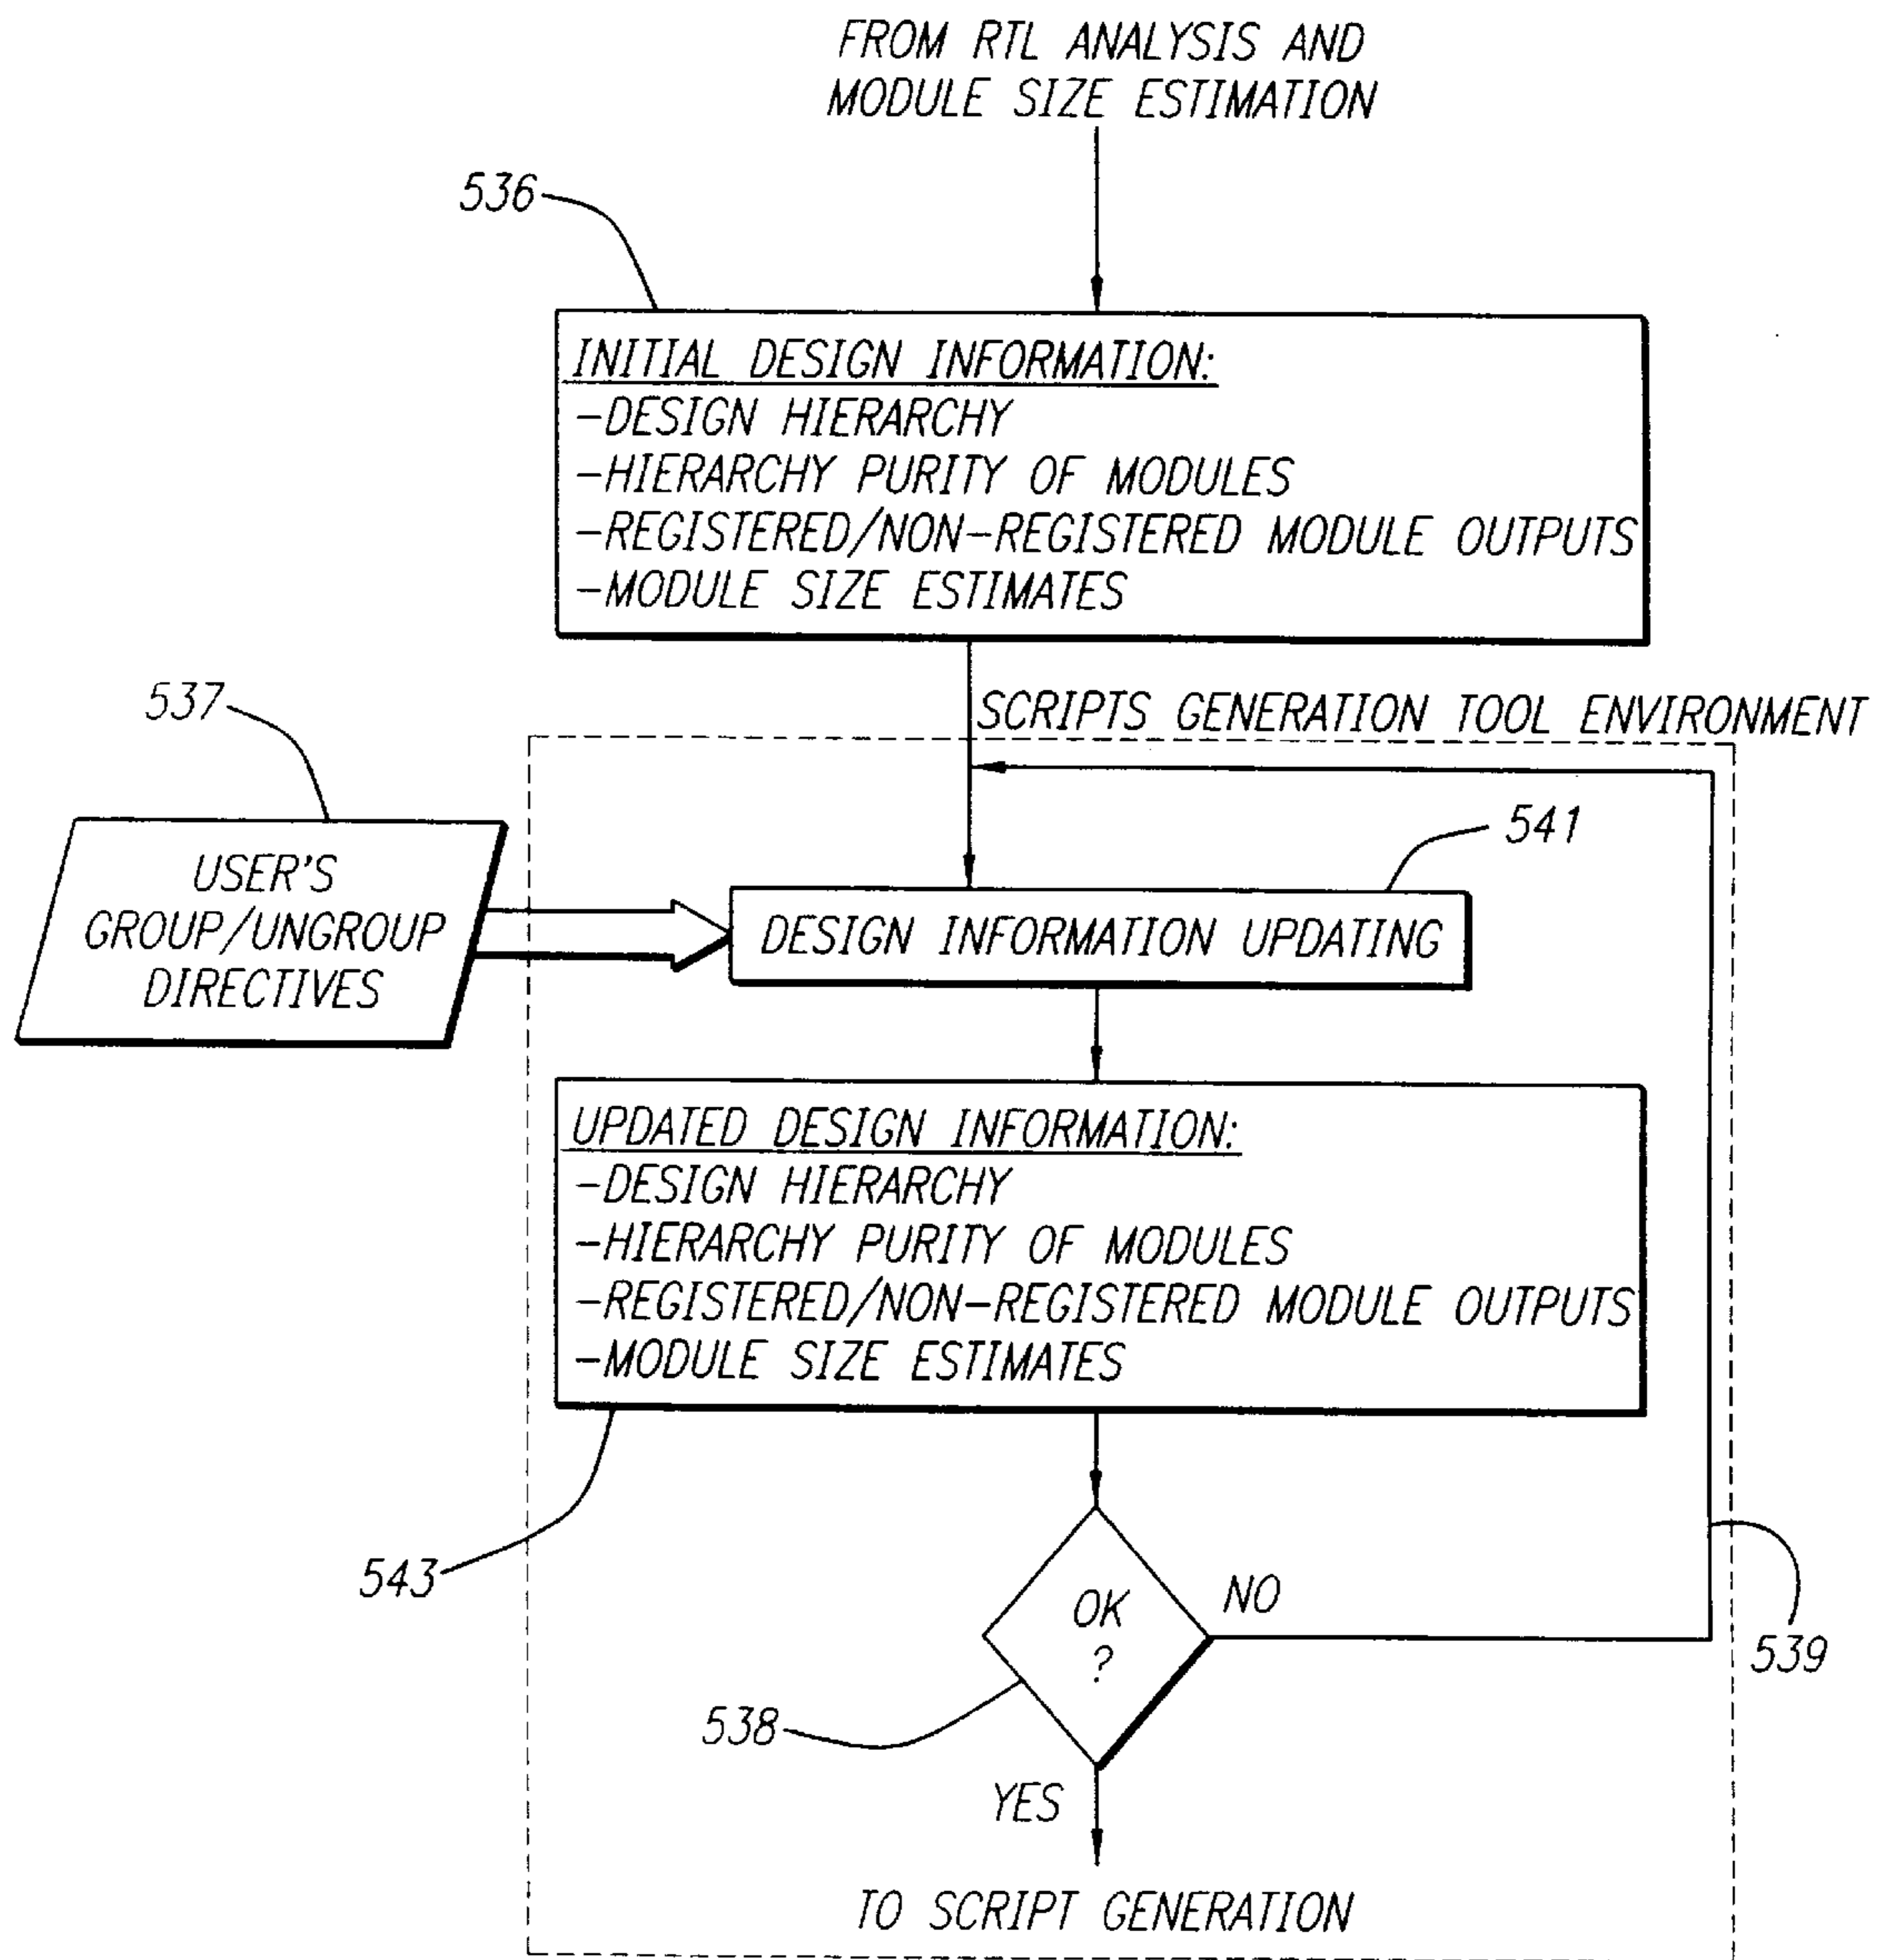 FROM RTL ANALYSIS AND
MODULE SIZE ESTIMATION
536
INITIAL DESIGN INFORMATION:
-DESIGN HIERARCHY
-HIERARCHY PURITY OF MODULES
-REGISTERED/NON-REGISTERED MODULE OUTPUTS
-MODULE SIZE ESTIMATES
537
SCRIPTS GENERATION TOOL ENVIRONMENT
541
USER'S
GROUP/UNGROUP
DIRECTIVES
DESIGN INFORMATION UPDATING
UPDATED DESIGN INFORMATION:
-DESIGN HIERARCHY
-HIERARCHY PURITY OF MODULES
-REGISTERED/NON-REGISTERED MODULE OUTPUTS
-MODULE SIZE ESTIMATES
543
OK
?
NO
539
538
YES
TO SCRIPT GENERATION